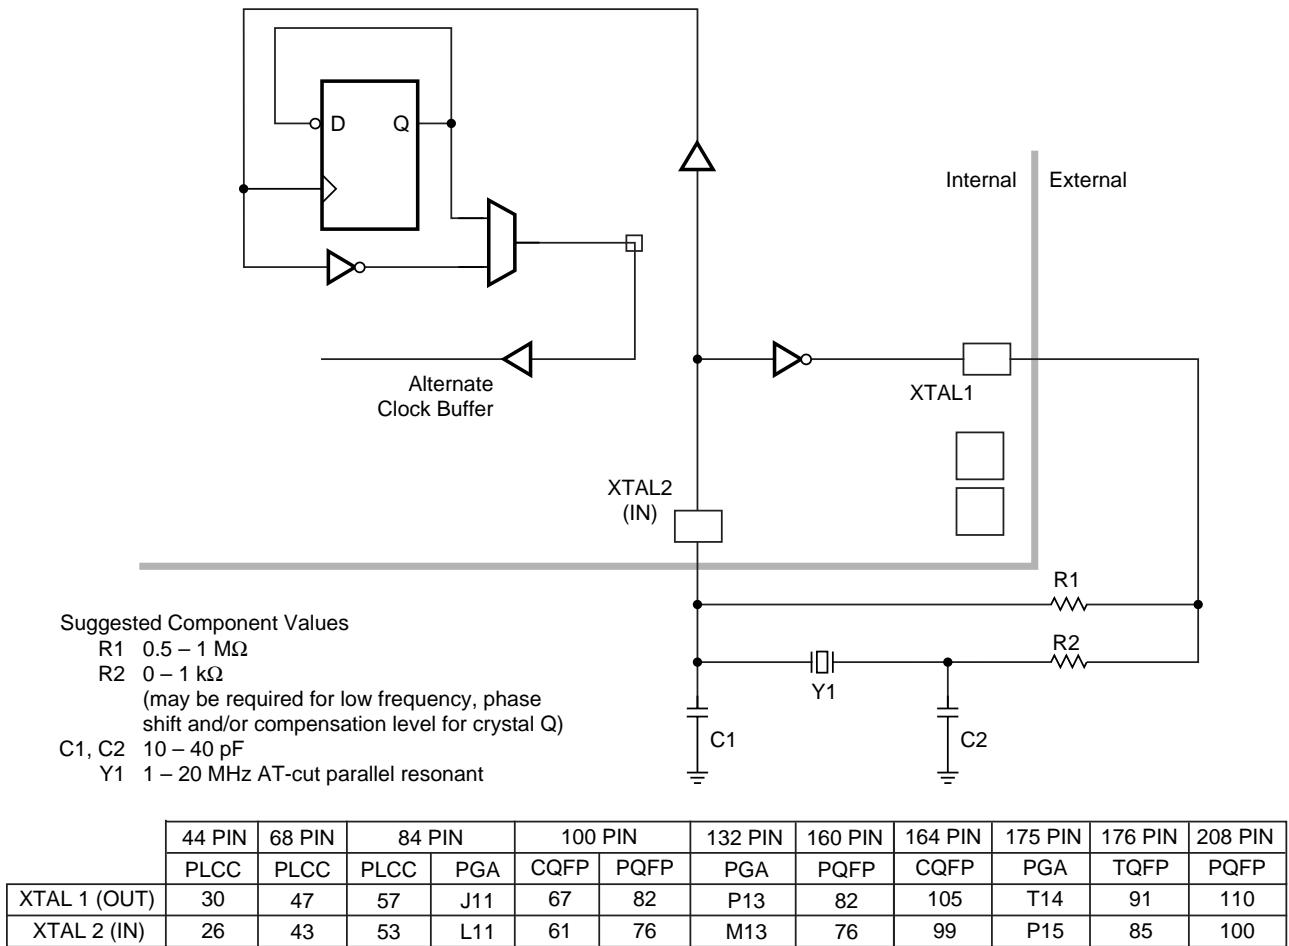 D Q
Internal External
Alternate
Clock Buffer
XTAL1
XTAL2
(IN)
R1
R2
Y1
C1
C2
Suggested Component Values
R1 0.5 – 1 MΩ
R2 0 – 1 kΩ
(may be required for low frequency, phase
shift and/or compensation level for crystal Q)
C1, C2 10 – 40 pF
Y1 1 – 20 MHz AT-cut parallel resonant
44 PIN 68 PIN 84 PIN 100 PIN 132 PIN 160 PIN 164 PIN 175 PIN 176 PIN 208 PIN
PLCC PLCC PLCC PGA CQFP PQFP PGA PQFP CQFP PGA TQFP PQFP
XTAL 1 (OUT) 30 47 57 J11 67 82 P13 82 105 T14 91 110
XTAL 2 (IN) 26 43 53 L11 61 76 M13 76 99 P15 85 100